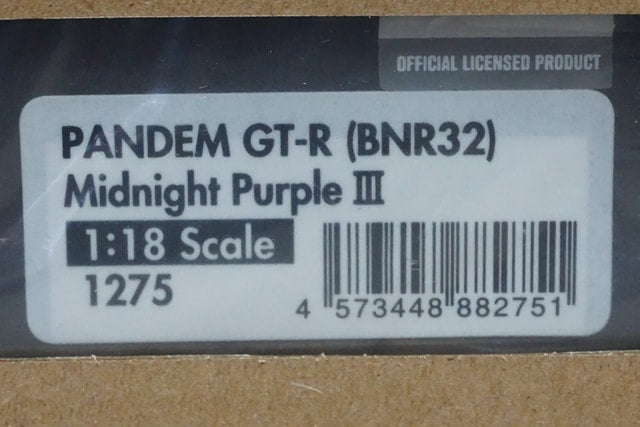 OFFICIAL LICENSED PRODUCT
PANDEM GT-R (BNR32)
Midnight Purple III
1:18 Scale
1275
4 573448 882751